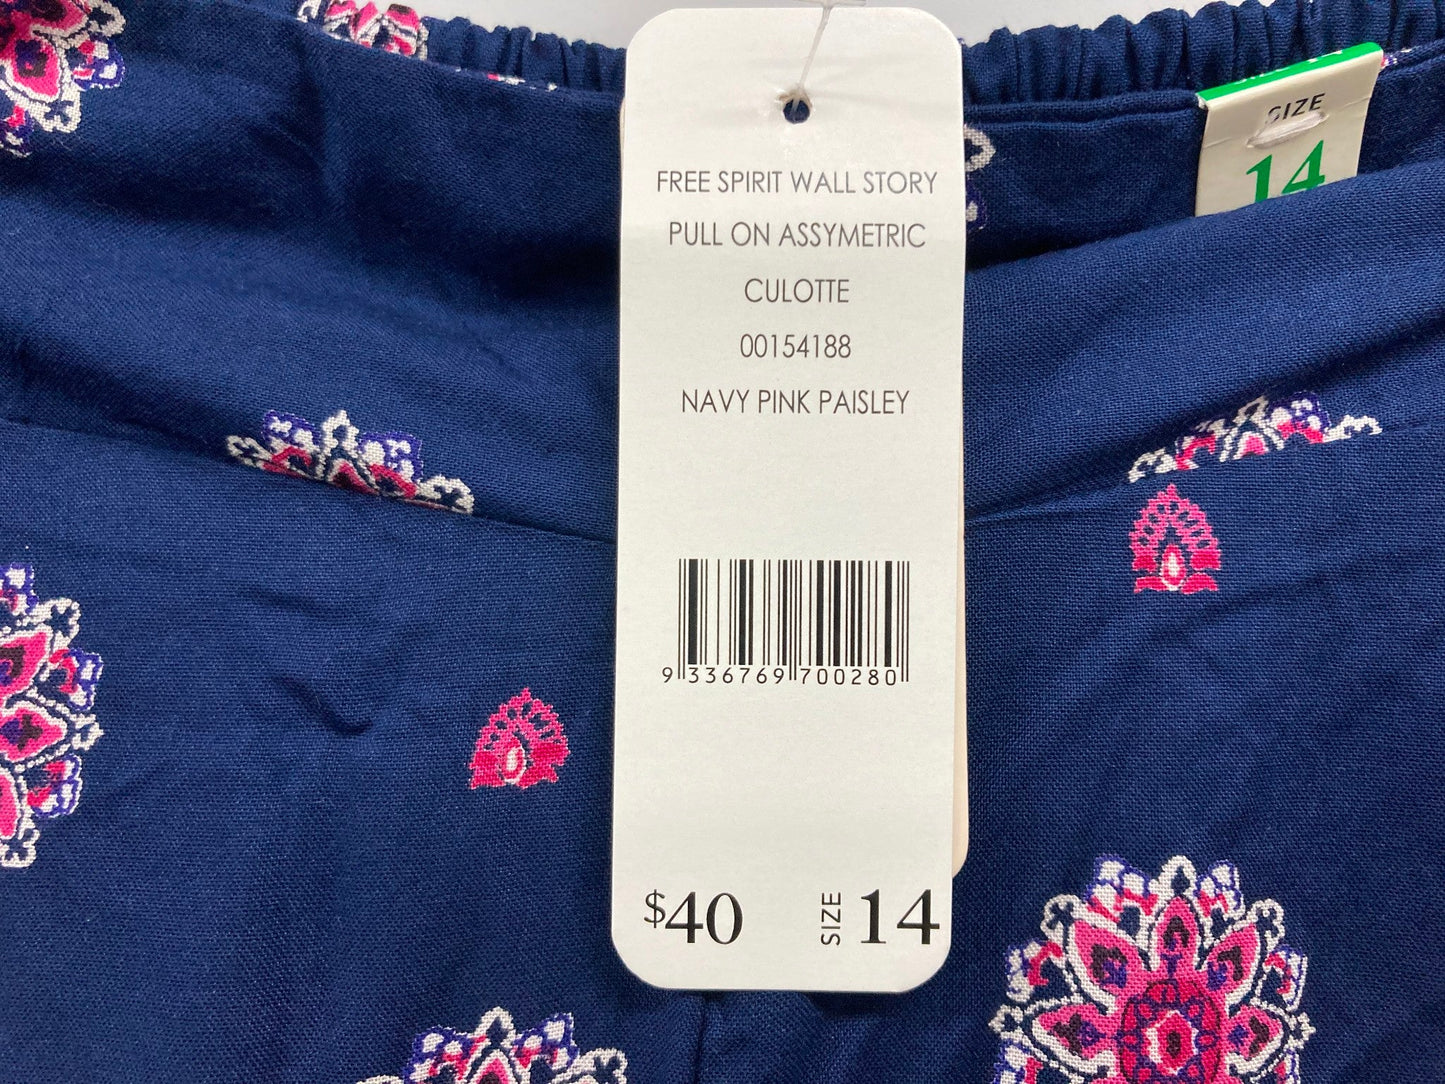 FREE SPIRIT WALL STORY
PULL ON ASSYMETRIC
CULOTTE
00154188
NAVY PINK PAISLEY
9 336769 700280
$40 SIZE 14
SIZE
14